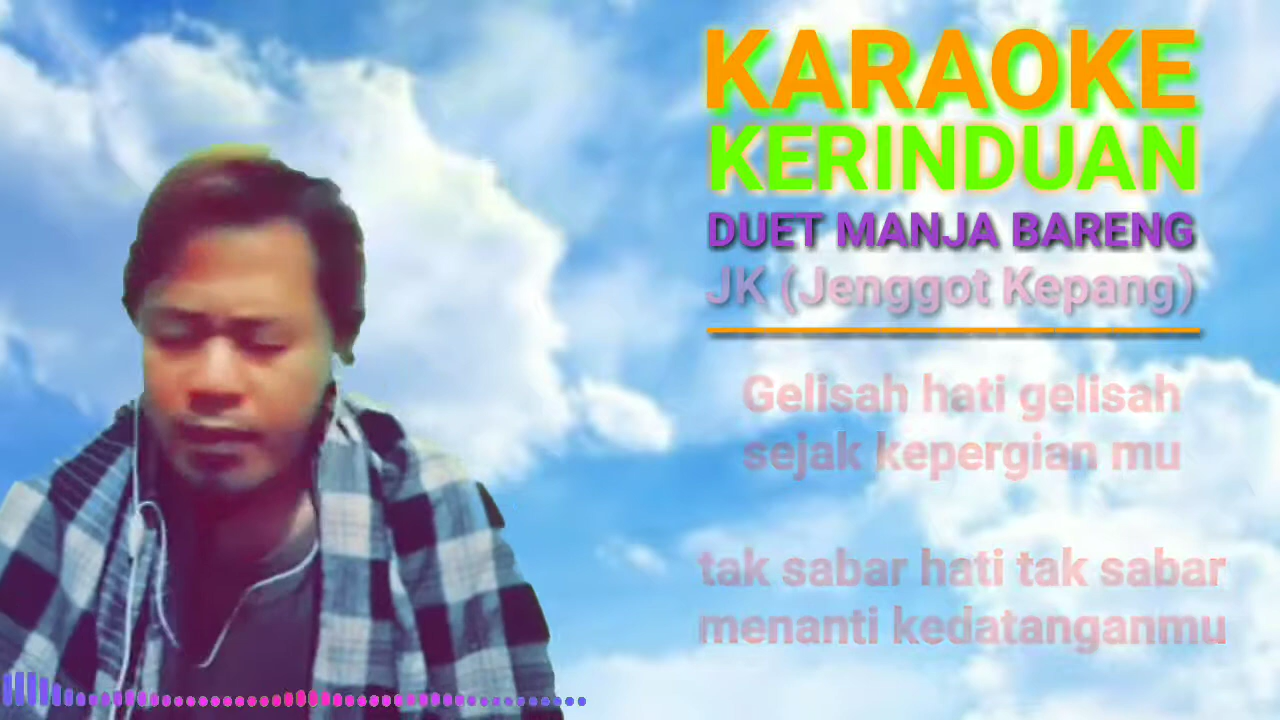 KARAOKE
KERINDUAN
DUET MANJA BARENG
JK (Jenggot Kepang)
Gelisah hati gelisah
sejak kepergian mu
tak sabar hati tak sabar
menanti kedatanganmu